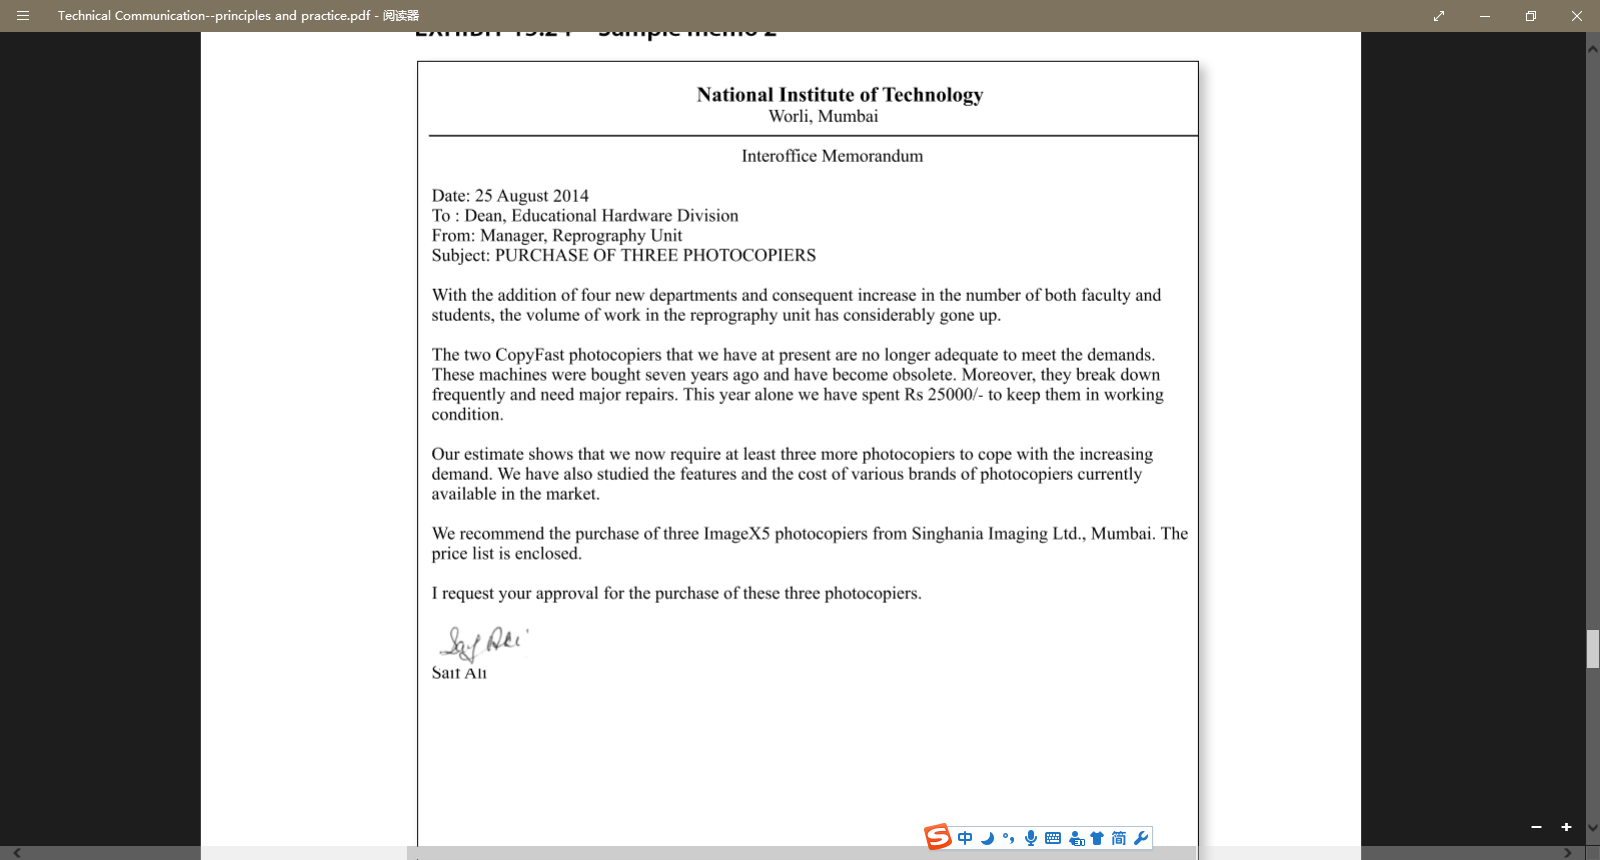 Technical Communication--principles and practice.pdf - 阅读器
EXHIBIT 13.24 Sample memo 2
National Institute of Technology
Worli, Mumbai
Interoffice Memorandum
Date: 25 August 2014
To : Dean, Educational Hardware Division
From: Manager, Reprography Unit
Subject: PURCHASE OF THREE PHOTOCOPIERS
With the addition of four new departments and consequent increase in the number of both faculty and
students, the volume of work in the reprography unit has considerably gone up.
The two CopyFast photocopiers that we have at present are no longer adequate to meet the demands.
These machines were bought seven years ago and have become obsolete. Moreover, they break down
frequently and need major repairs. This year alone we have spent Rs 25000/- to keep them in working
condition.
Our estimate shows that we now require at least three more photocopiers to cope with the increasing
demand. We have also studied the features and the cost of various brands of photocopiers currently
available in the market.
We recommend the purchase of three ImageX5 photocopiers from Singhania Imaging Ltd., Mumbai. The
price list is enclosed.
I request your approval for the purchase of these three photocopiers.
Saif Ali
Saif Ali
中 简